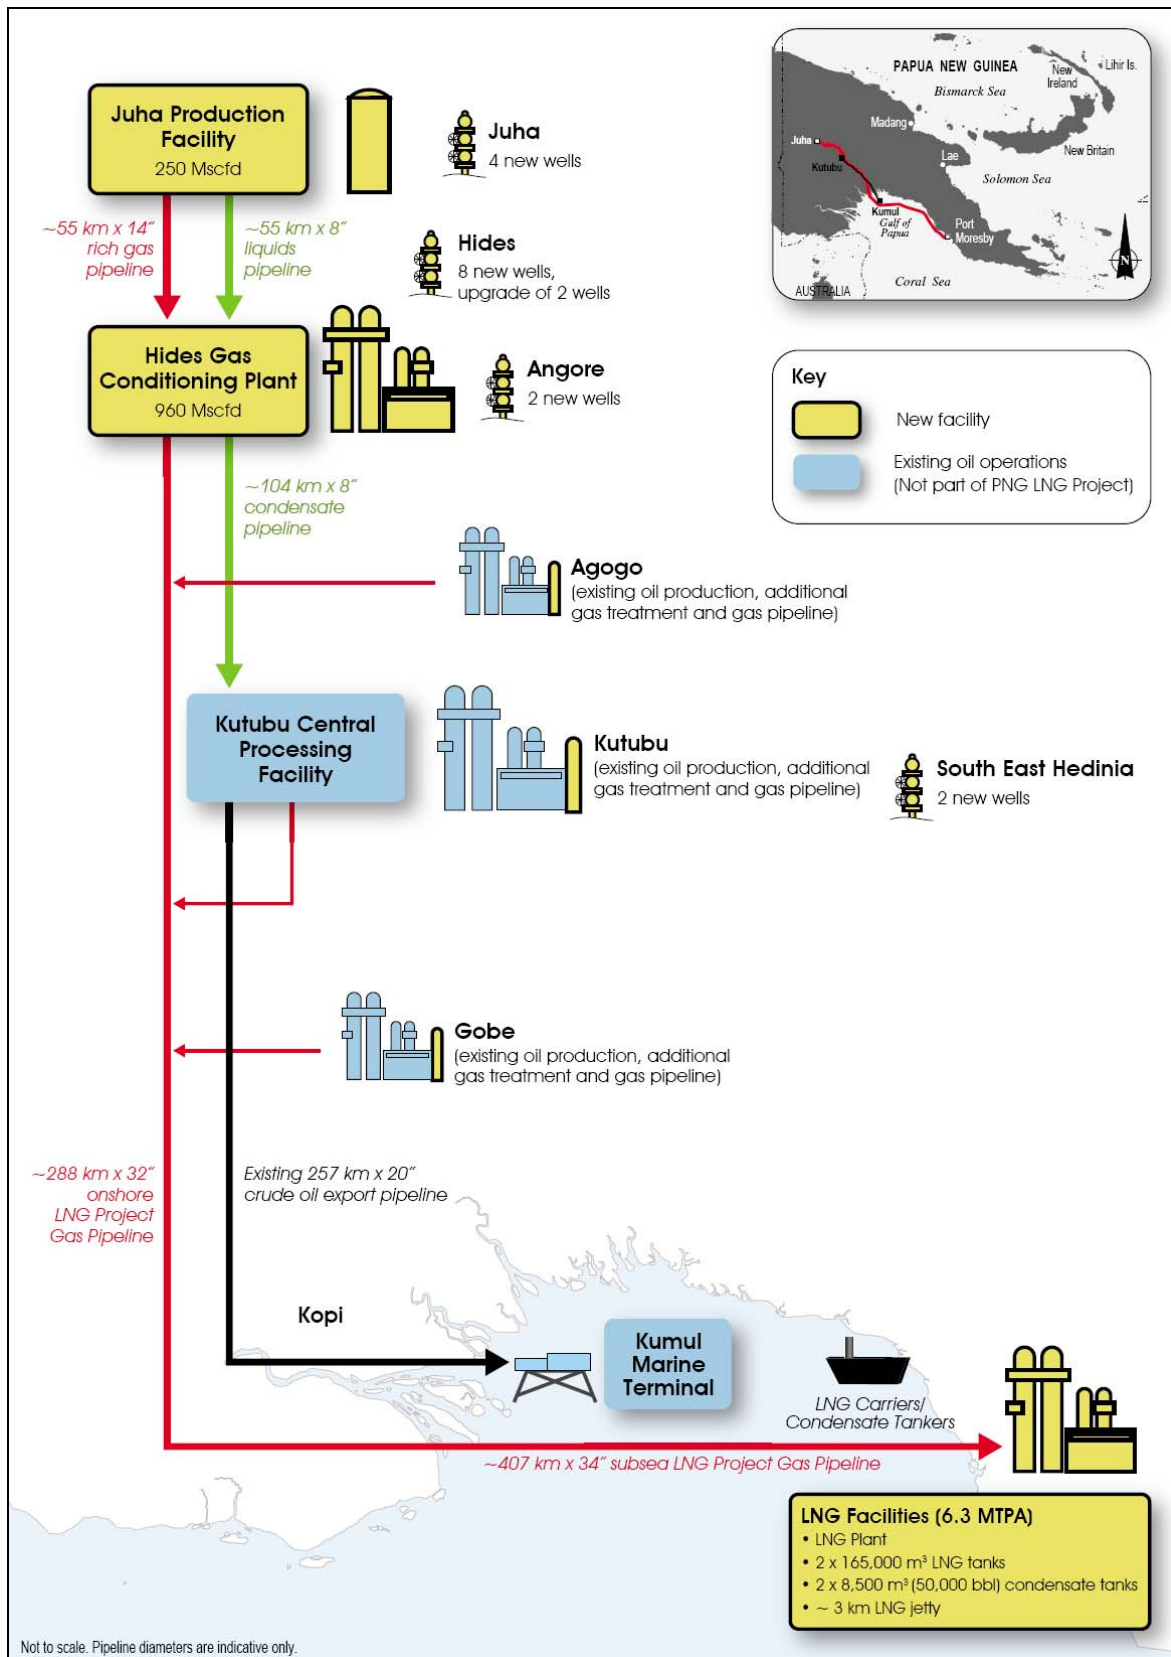 Juha Production
Facility
250 Mscfd
Juha
4 new wells
~55 km x 14"
rich gas
pipeline
~55 km x 8"
liquids
pipeline
Hides
8 new wells,
upgrade of 2 wells
Hides Gas
Conditioning Plant
960 Mscfd
Angore
2 new wells
PAPUA NEW GUINEA
Bismarck Sea
New
Ireland
Lihir Is.
Madang
Juha
Kutubu
Lae
New Britain
Solomon Sea
Kumul
Gulf of
Papua
Port
Moresby
Coral Sea
AUSTRALIA
N
Key
New facility
Existing oil operations
(Not part of PNG LNG Project)
~104 km x 8"
condensate
pipeline
Agogo
(existing oil production, additional
gas treatment and gas pipeline)
Kutubu Central
Processing
Facility
Kutubu
(existing oil production, additional
gas treatment and gas pipeline)
South East Hedinia
2 new wells
Gobe
(existing oil production, additional
gas treatment and gas pipeline)
~288 km x 32"
onshore
LNG Project
Gas Pipeline
Existing 257 km x 20"
crude oil export pipeline
Kopi
Kumul
Marine
Terminal
LNG Carriers/
Condensate Tankers
~407 km x 34" subsea LNG Project Gas Pipeline
LNG Facilities (6.3 MTPA)
• LNG Plant
• 2 x 165,000 m³ LNG tanks
• 2 x 8,500 m³ (50,000 bbl) condensate tanks
• ~ 3 km LNG jetty
Not to scale. Pipeline diameters are indicative only.